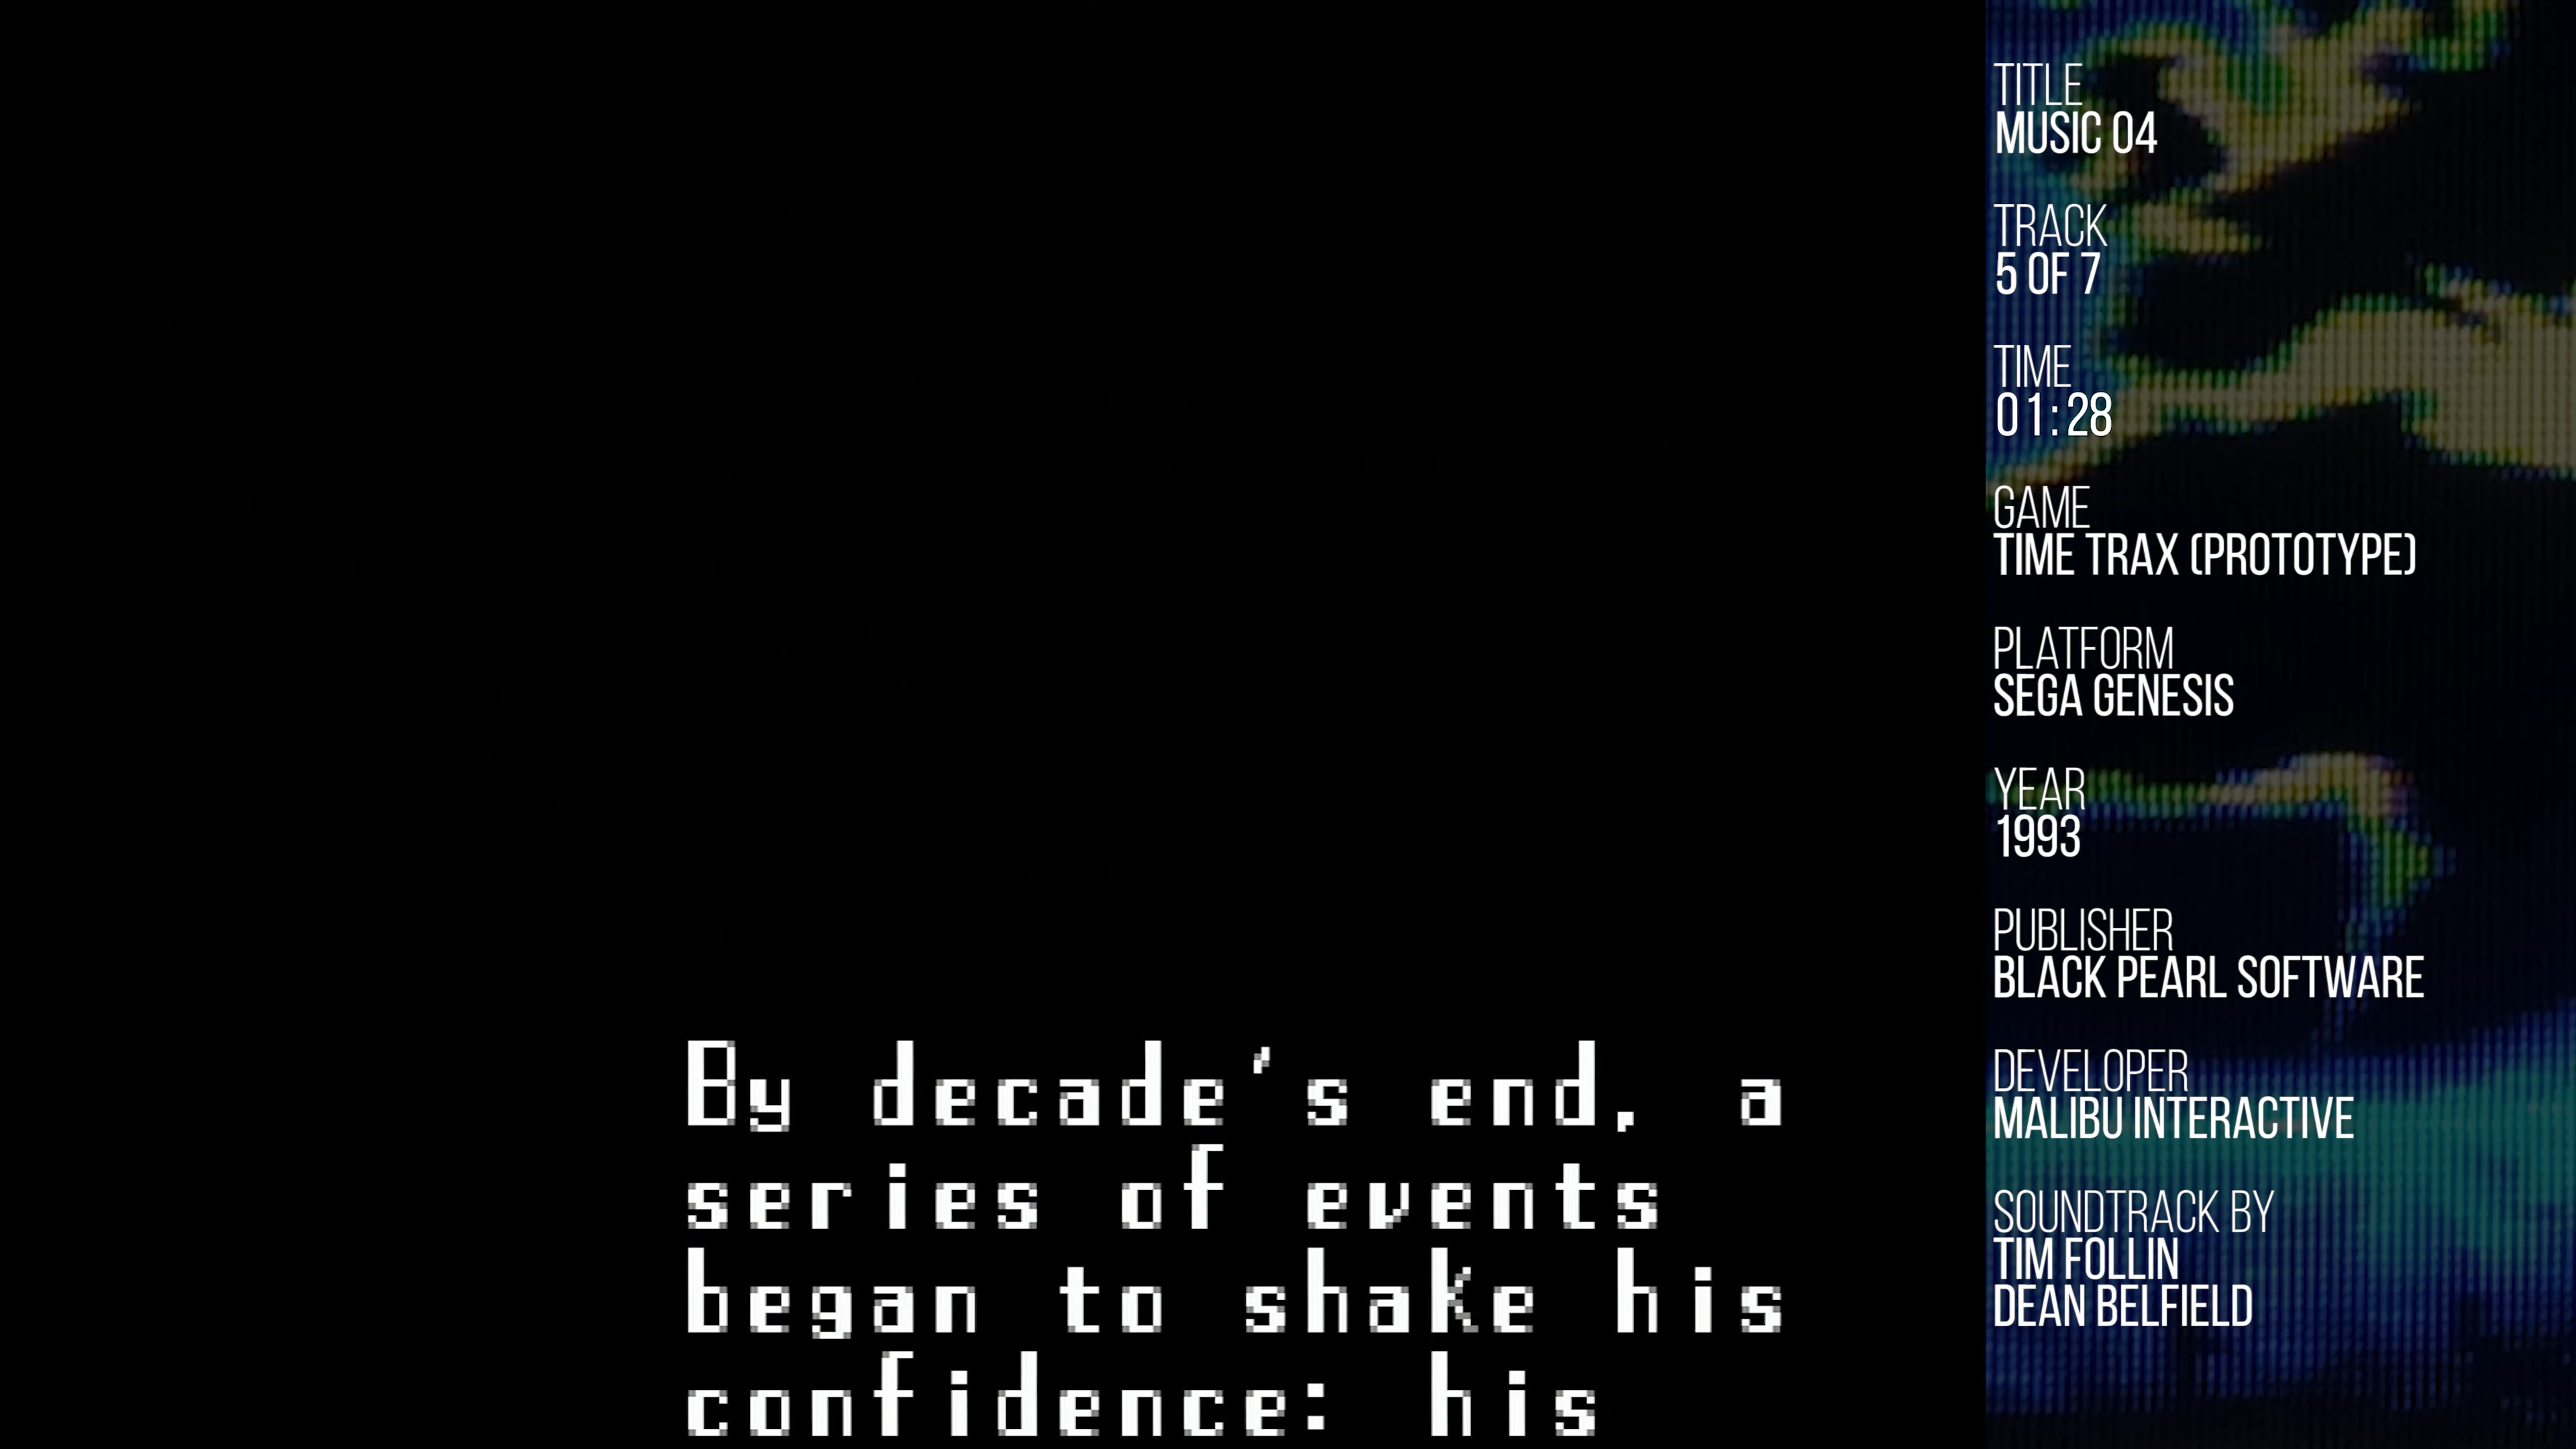 By decade's end, a
series of events
began to shake his
confidence: his
TITLE
MUSIC 04
TRACK
5 OF 7
TIME
01:28
GAME
TIME TRAX (PROTOTYPE)
PLATFORM
SEGA GENESIS
YEAR
1993
PUBLISHER
BLACK PEARL SOFTWARE
DEVELOPER
MALIBU INTERACTIVE
SOUNDTRACK BY
TIM FOLLIN
DEAN BELFIELD